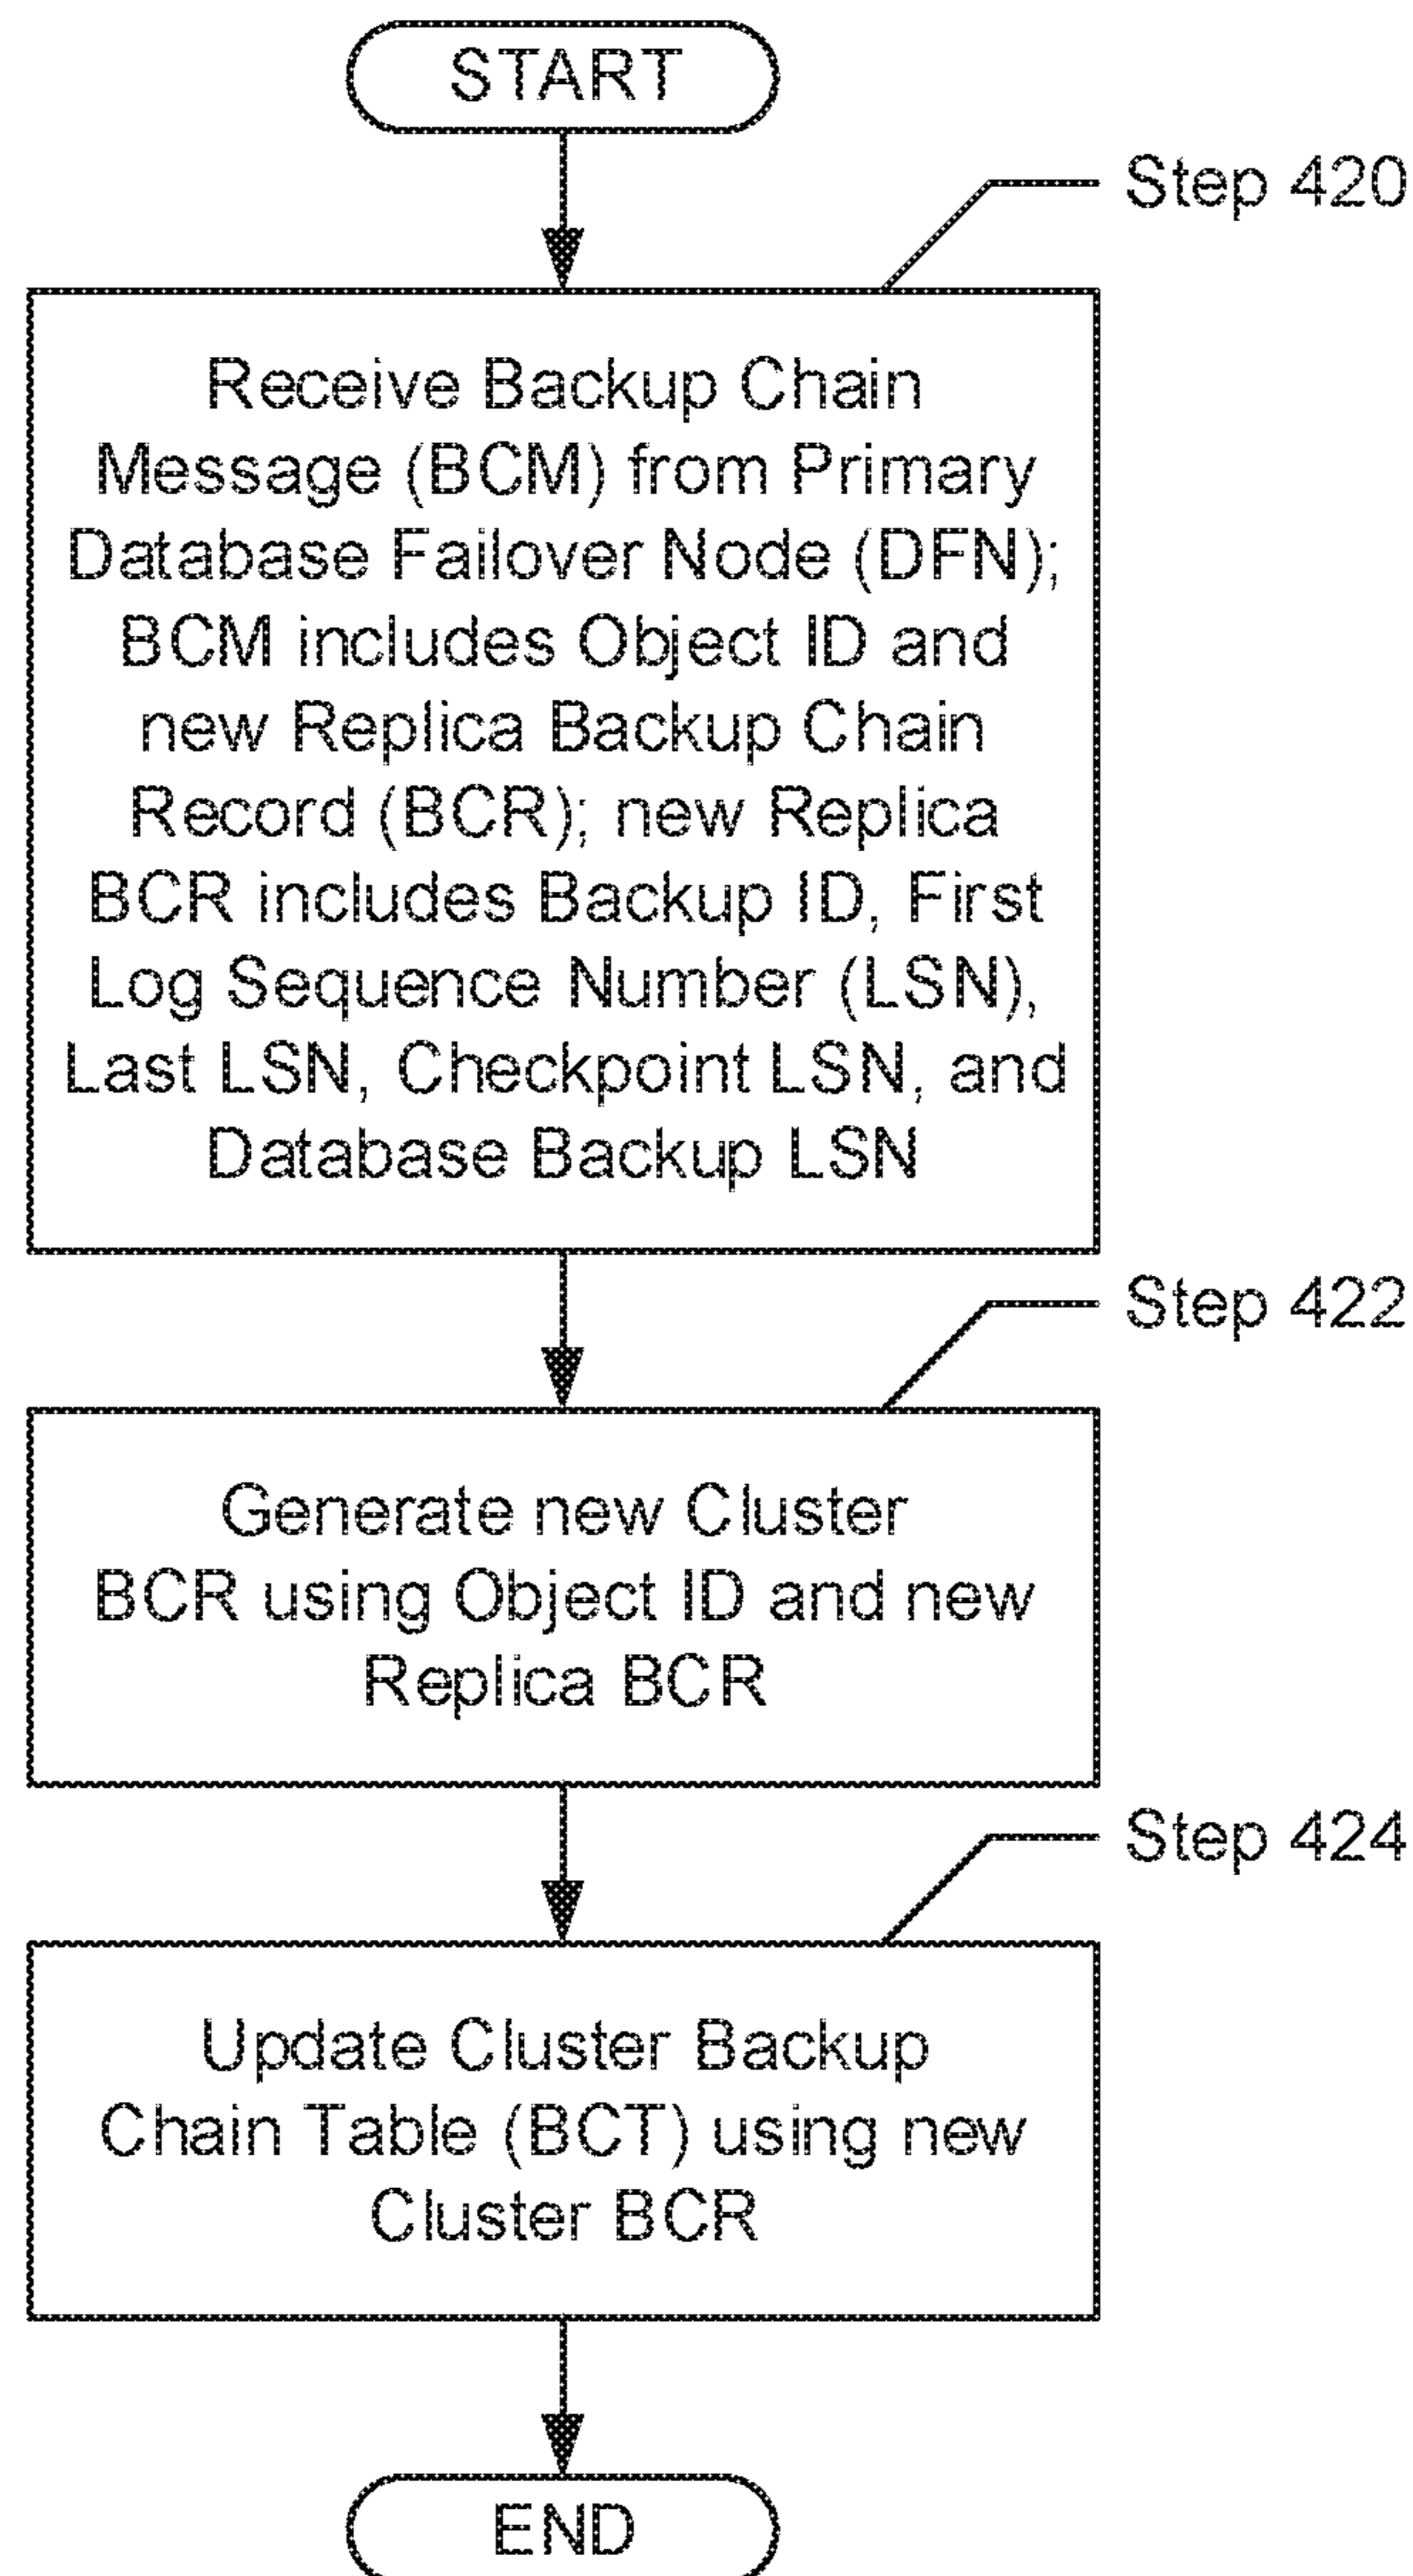 START
Step 420
Receive Backup Chain
Message (BCM) from Primary
Database Failover Node (DFN);
BCM includes Object ID and
new Replica Backup Chain
Record (BCR); new Replica
BCR includes Backup ID, First
Log Sequence Number (LSN),
Last LSN, Checkpoint LSN, and
Database Backup LSN
Step 422
Generate new Cluster
BCR using Object ID and new
Replica BCR
Step 424
Update Cluster Backup
Chain Table (BCT) using new
Cluster BCR
END